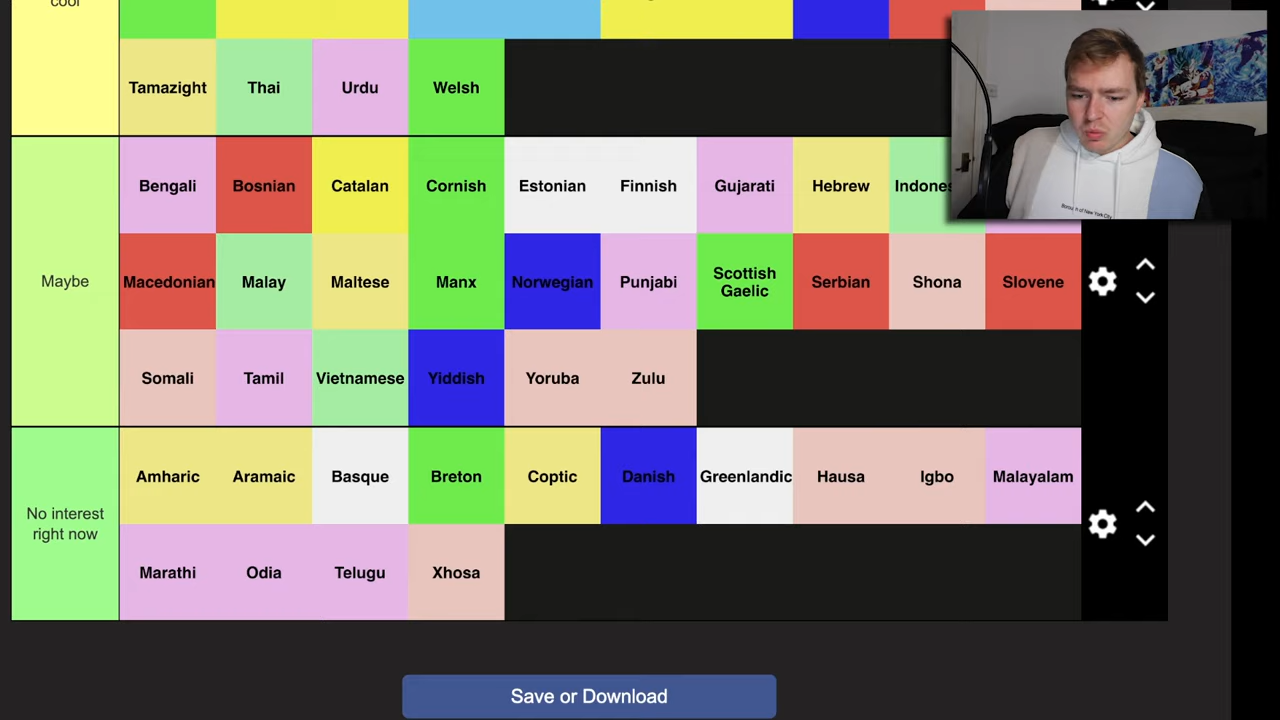 cool
Tamazight Thai Urdu Welsh
Maybe
Bengali Bosnian Catalan Cornish Estonian Finnish Gujarati Hebrew
Macedonian Malay Maltese Manx Norwegian Punjabi Scottish Gaelic Serbian Shona Slovene
Somali Tamil Vietnamese Yiddish Yoruba Zulu
No interest
right now
Amharic Aramaic Basque Breton Coptic Danish Greenlandic Hausa Igbo Malayalam
Marathi Odia Telugu Xhosa
Save or Download